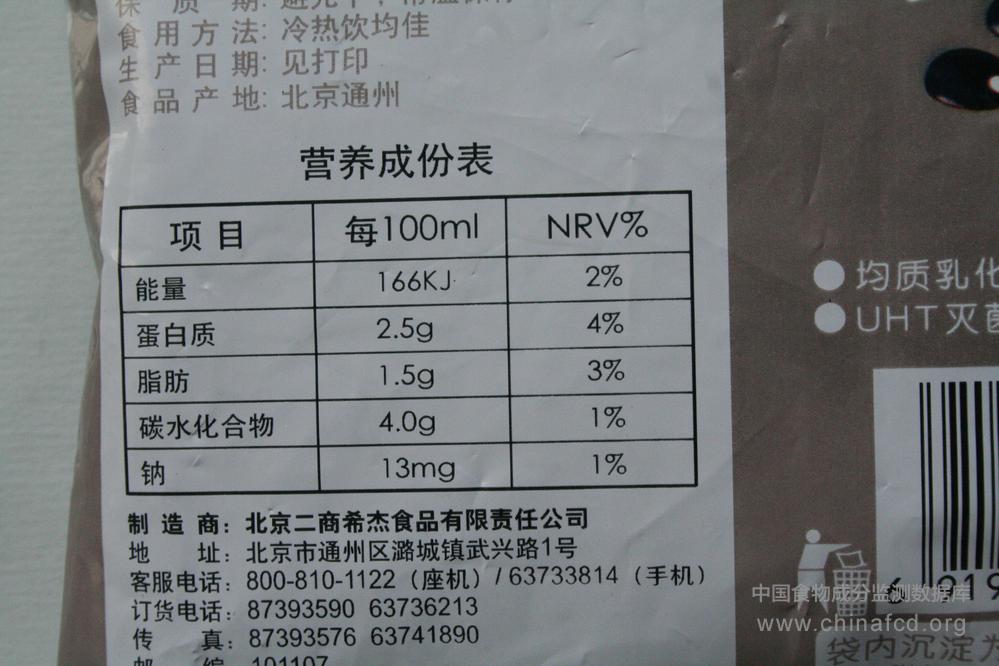 食用方法：冷热饮均佳
生产日期：见打印
食品产地：北京通州
营养成份表
项目 每100ml NRV%
能量 166KJ 2%
蛋白质 2.5g 4%
脂肪 1.5g 3%
碳水化合物 4.0g 1%
钠 13mg 1%
制造商：北京二商希杰食品有限责任公司
地址：北京市通州区潞城镇武兴路1号
客服电话：800-810-1122（座机）/ 63733814（手机）
订货电话：87393590 63736213
传真：87393576 63741890
均质乳化
UHT灭菌
6 919
中国食物成分监测数据库
www.chinafcd.org
袋内沉淀为